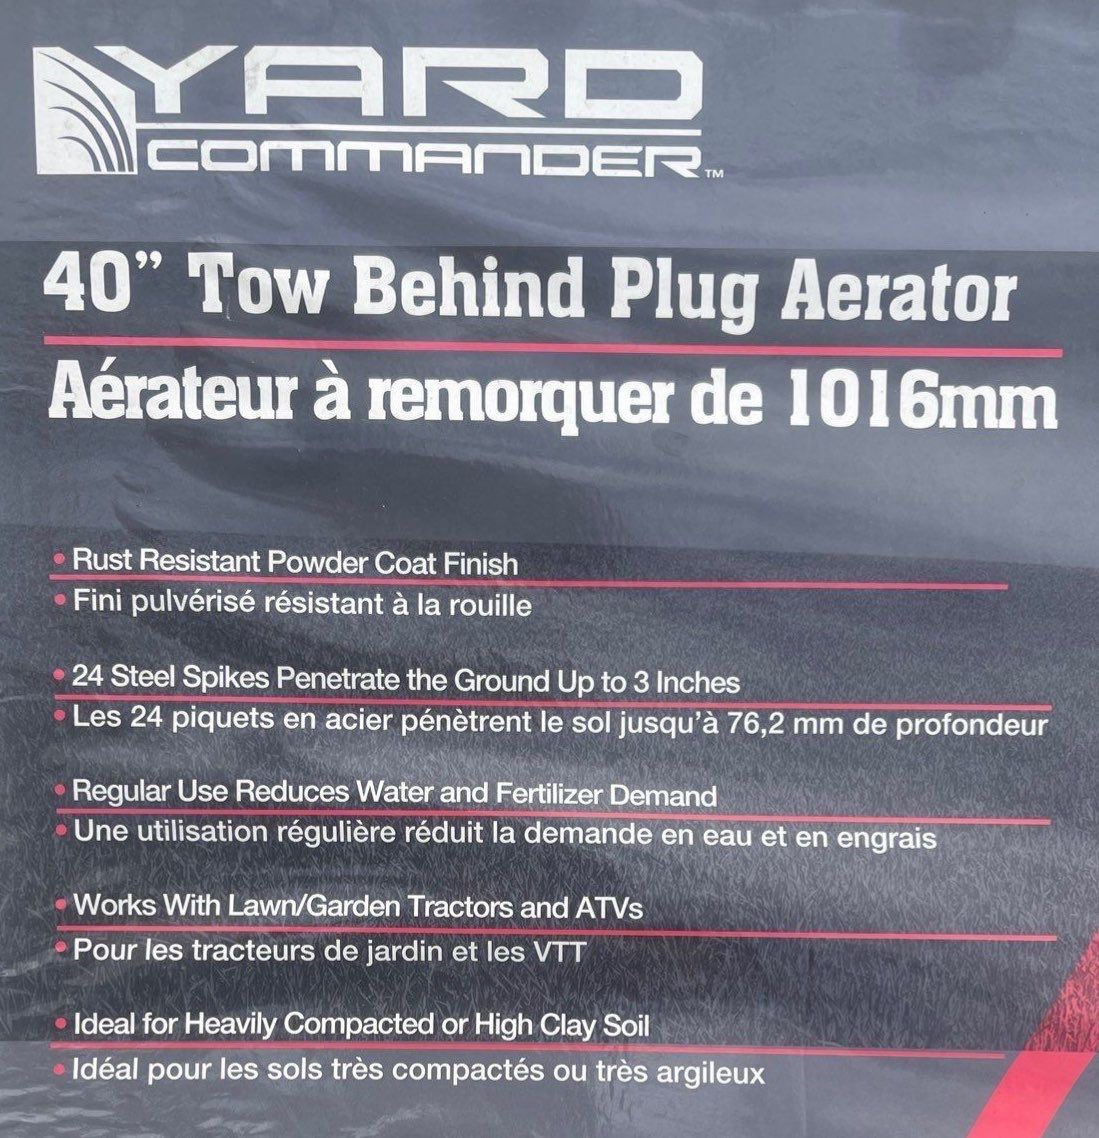 YARD
COMMANDER™
40” Tow Behind Plug Aerator
Aérateur à remorquer de 1016mm
• Rust Resistant Powder Coat Finish
• Fini pulvérisé résistant à la rouille
• 24 Steel Spikes Penetrate the Ground Up to 3 Inches
• Les 24 piquets en acier pénètrent le sol jusqu’à 76,2 mm de profondeur
• Regular Use Reduces Water and Fertilizer Demand
• Une utilisation régulière réduit la demande en eau et en engrais
• Works With Lawn/Garden Tractors and ATVs
• Pour les tracteurs de jardin et les VTT
• Ideal for Heavily Compacted or High Clay Soil
• Idéal pour les sols très compactés ou très argileux